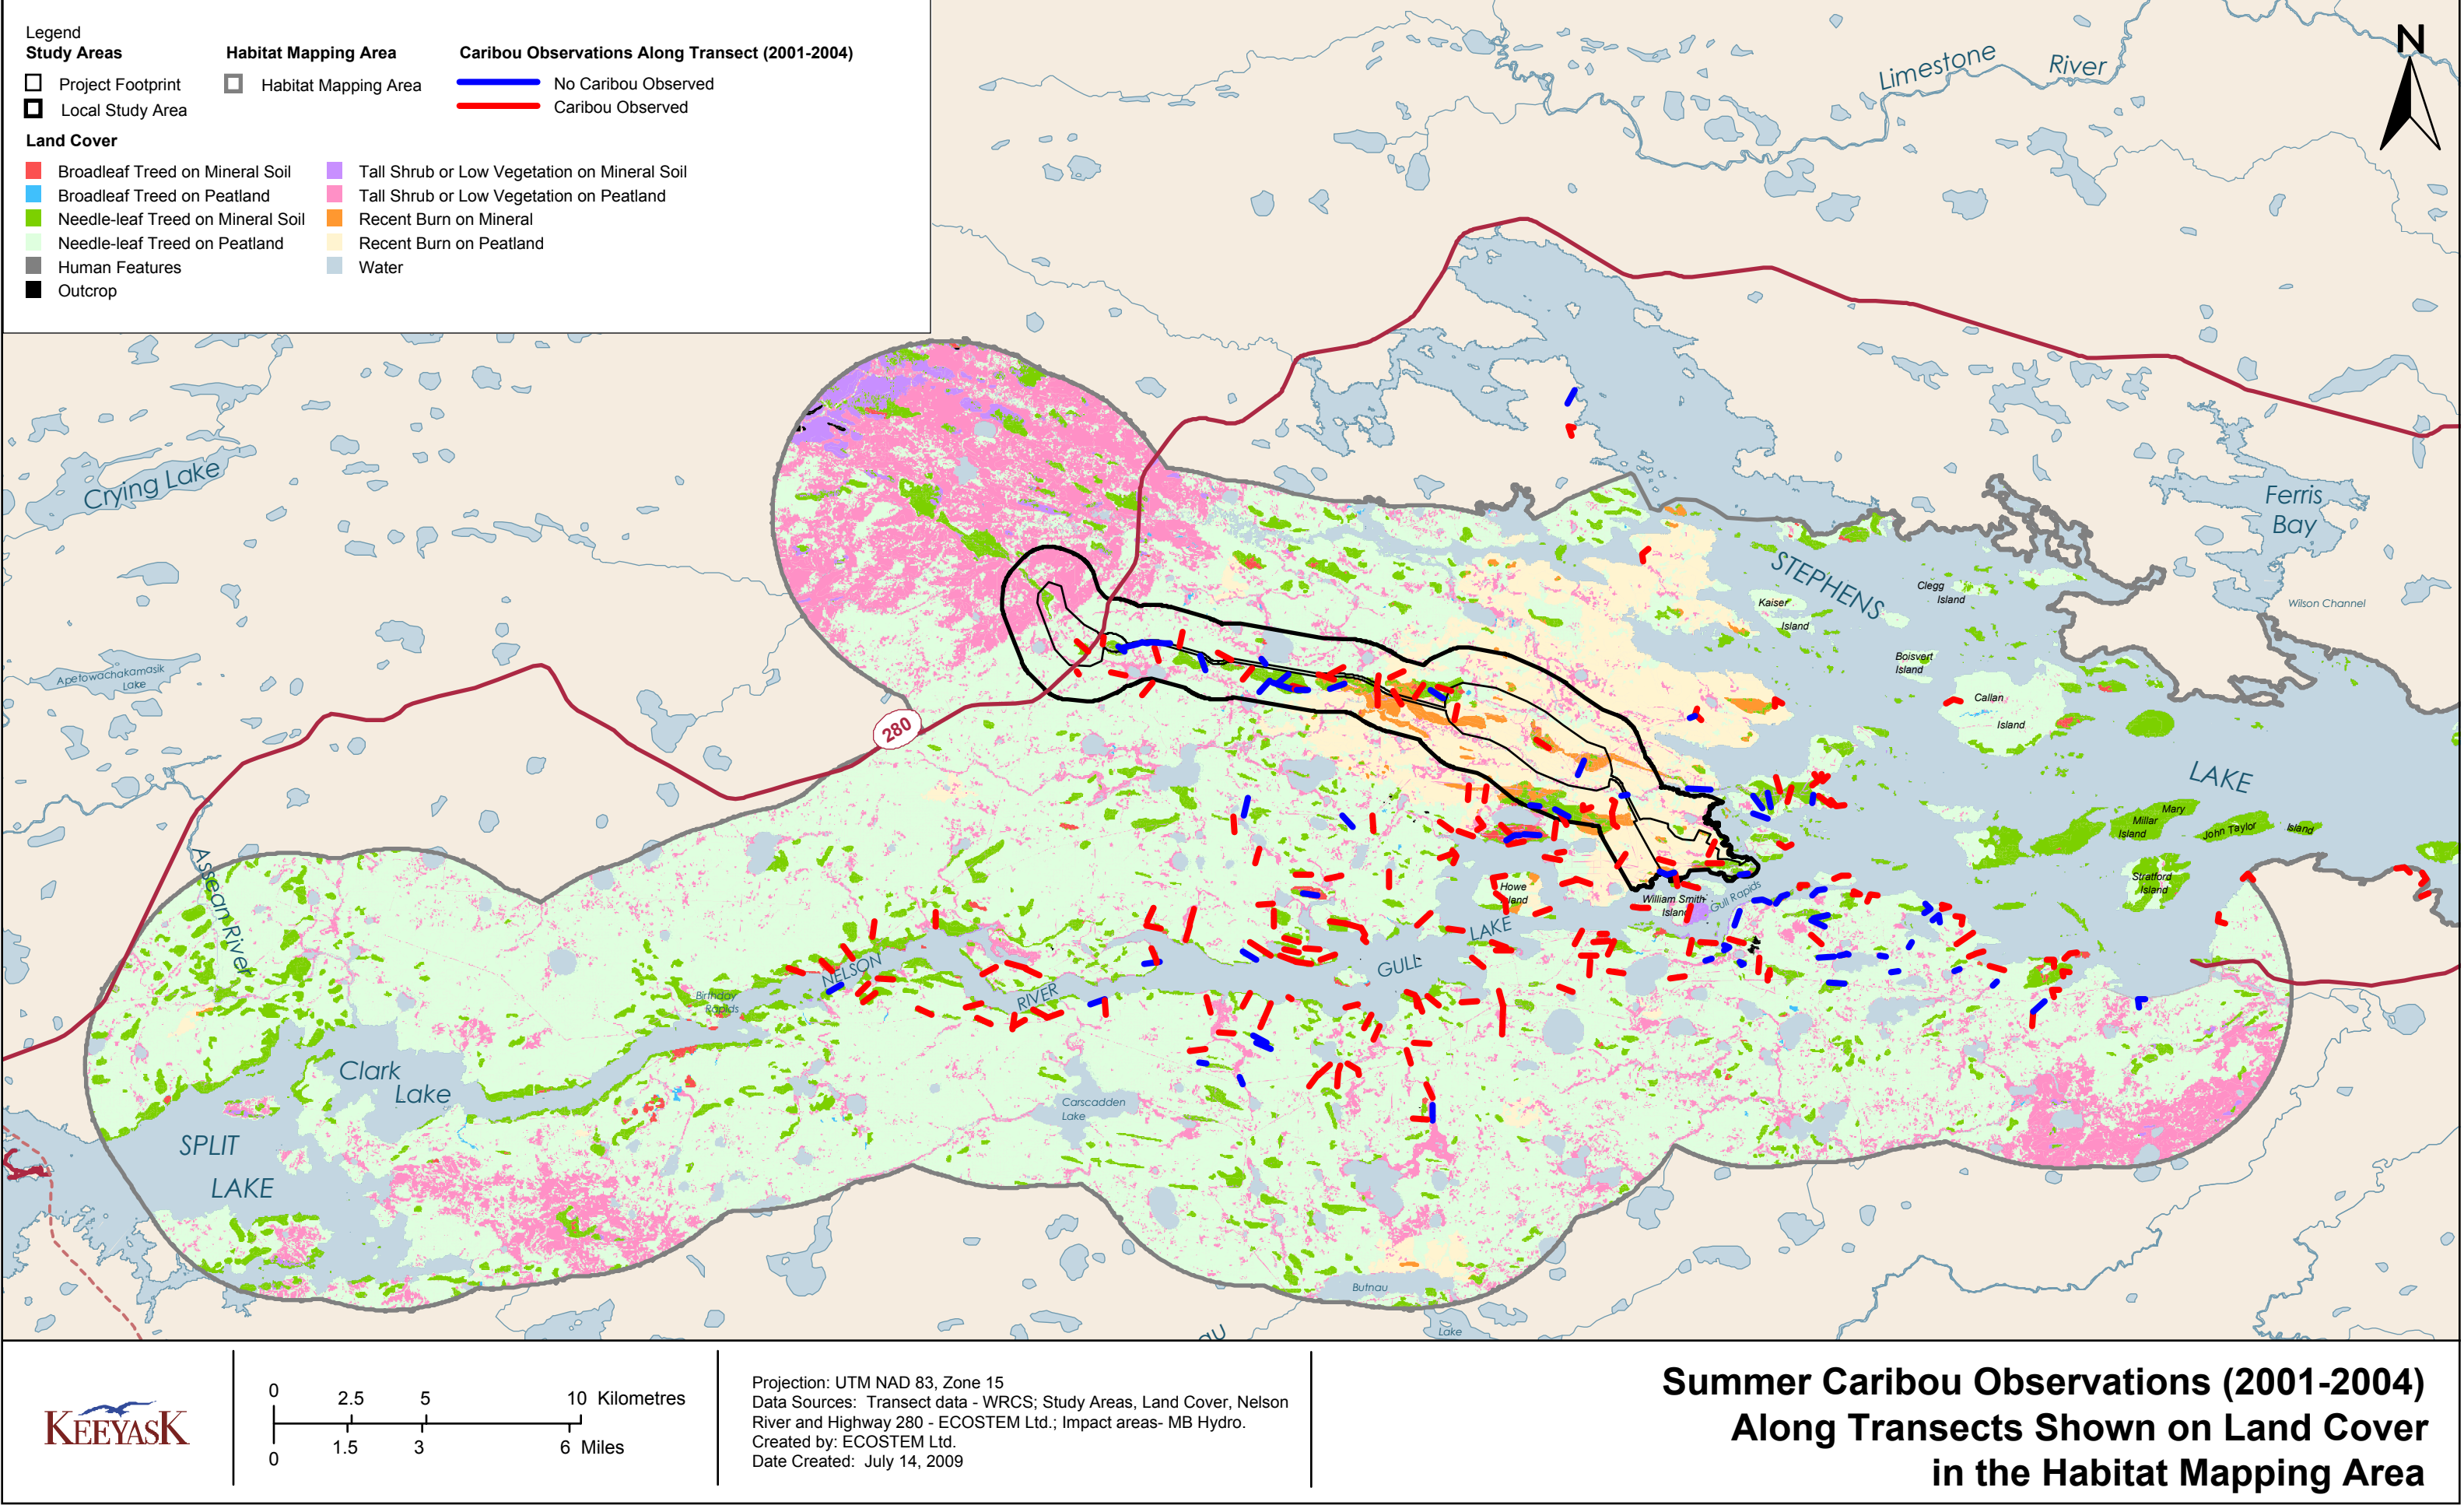 Legend
Study Areas
Project Footprint
Local Study Area
Habitat Mapping Area
Habitat Mapping Area
Caribou Observations Along Transect (2001-2004)
No Caribou Observed
Caribou Observed
Land Cover
Broadleaf Treed on Mineral Soil
Broadleaf Treed on Peatland
Needle-leaf Treed on Mineral Soil
Needle-leaf Treed on Peatland
Human Features
Outcrop
Tall Shrub or Low Vegetation on Mineral Soil
Tall Shrub or Low Vegetation on Peatland
Recent Burn on Mineral
Recent Burn on Peatland
Water
N
Limestone River
Crying Lake
Ferris
Bay
STEPHENS
LAKE
Clegg
Island
Kaiser
Island
Wilson Channel
Boisvert
Island
Apetowachakamasik
Lake
Callan
Island
280
Mary
Millar
Island
John Taylor Island
Stratford
Island
Assean River
Howe
land
William Smith
Island
Gull Rapids
GULL LAKE
NELSON
RIVER
Birthday
Rapids
Clark
Lake
Carscadden
Lake
SPLIT
LAKE
Butnau
Lake
au
KEEYASK
0 2.5 5 10 Kilometres
0 1.5 3 6 Miles
Projection: UTM NAD 83, Zone 15
Data Sources: Transect data - WRCS; Study Areas, Land Cover, Nelson
River and Highway 280 - ECOSTEM Ltd.; Impact areas- MB Hydro.
Created by: ECOSTEM Ltd.
Date Created: July 14, 2009
Summer Caribou Observations (2001-2004)
Along Transects Shown on Land Cover
in the Habitat Mapping Area